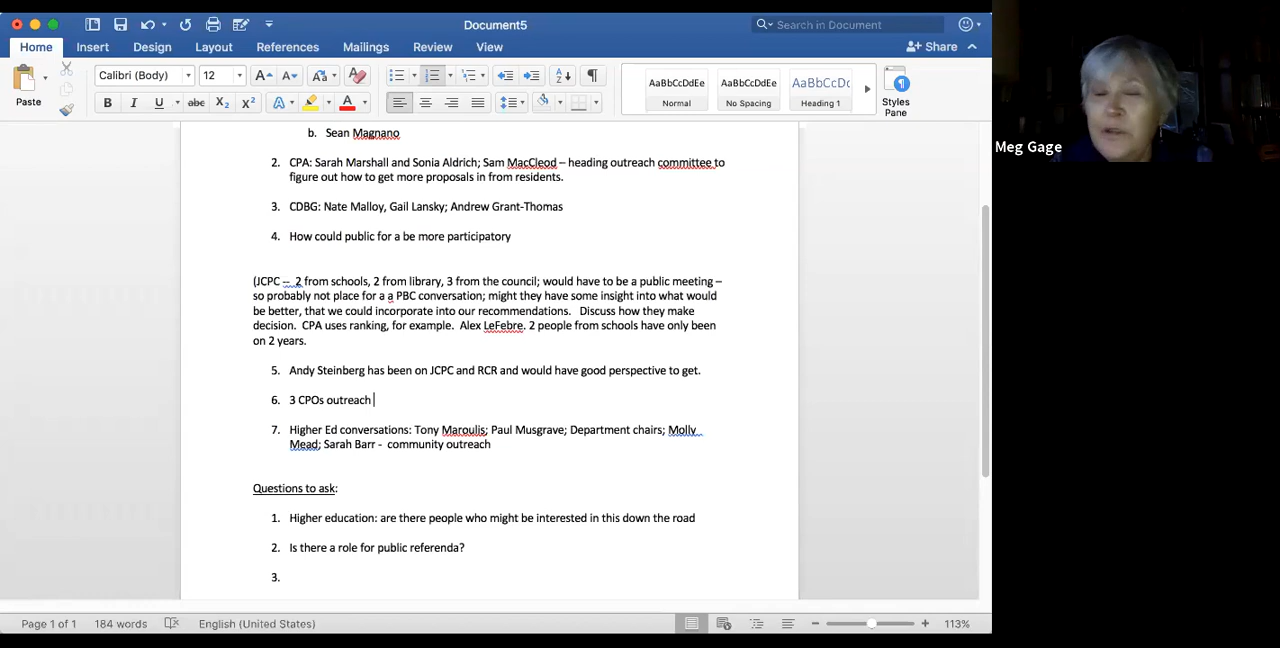 Document5
Search in Document
Home Insert Design Layout References Mailings Review View
Share
Paste
Calibri (Body) 12
B I U abc X2 X2 A A
AaBbCcDdEe AaBbCcDdEe AaBbCcDc
Normal No Spacing Heading 1
Styles Pane
b. Sean Magnano
2. CPA: Sarah Marshall and Sonia Aldrich; Sam MacCleod – heading outreach committee to
figure out how to get more proposals in from residents.
3. CDBG: Nate Malloy, Gail Lansky; Andrew Grant-Thomas
4. How could public for a be more participatory
(JCPC -- 2 from schools, 2 from library, 3 from the council; would have to be a public meeting –
so probably not place for a a PBC conversation; might they have some insight into what would
be better, that we could incorporate into our recommendations. Discuss how they make
decision. CPA uses ranking, for example. Alex LeFebre. 2 people from schools have only been
on 2 years.
5. Andy Steinberg has been on JCPC and RCR and would have good perspective to get.
6. 3 CPOs outreach
7. Higher Ed conversations: Tony Maroulis; Paul Musgrave; Department chairs; Molly
Mead; Sarah Barr - community outreach
Questions to ask:
1. Higher education: are there people who might be interested in this down the road
2. Is there a role for public referenda?
3.
Page 1 of 1 184 words English (United States) 113%
Meg Gage